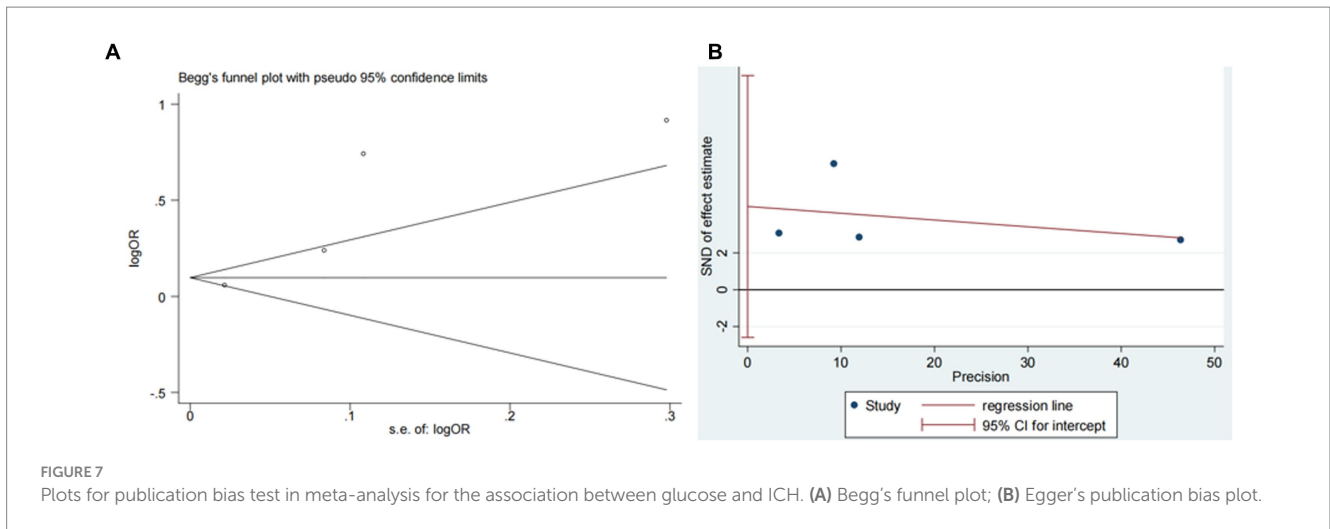 A
Begg's funnel plot with pseudo 95% confidence limits
logOR
1
.5
0
-.5
0 .1 .2 .3
s.e. of: logOR
B
SND of effect estimate
2
0
-2
0 10 20 30 40 50
Precision
Study regression line
95% CI for intercept
FIGURE 7
Plots for publication bias test in meta-analysis for the association between glucose and ICH. (A) Begg's funnel plot; (B) Egger's publication bias plot.